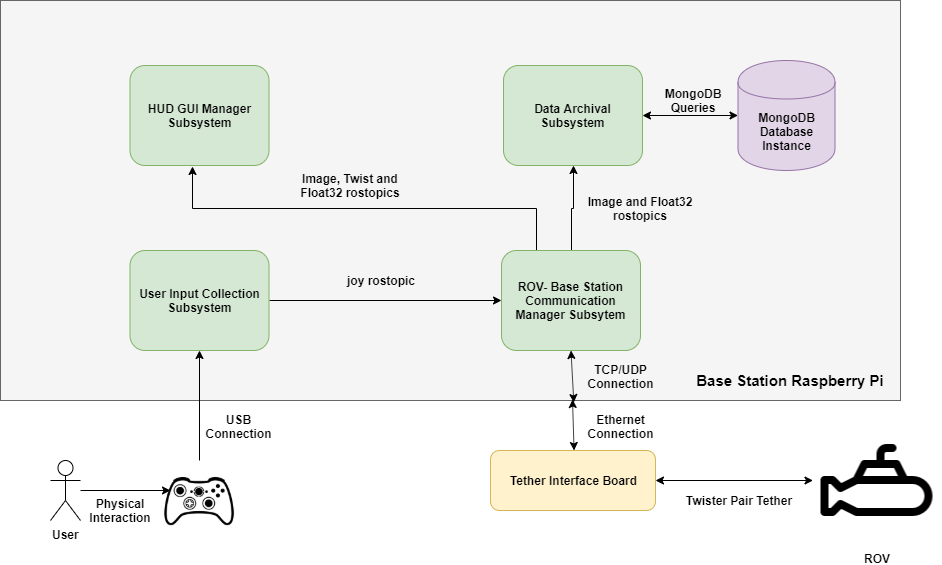 HUD GUI Manager
Subsystem
Data Archival
Subsystem
MongoDB
Queries
MongoDB
Database
Instance
Image, Twist and
Float32 rostopics
Image and Float32
rostopics
User Input Collection
Subsystem
joy rostopic
ROV- Base Station
Communication
Manager Subsytem
TCP/UDP
Connection
Base Station Raspberry Pi
USB
Connection
Ethernet
Connection
User
Physical
Interaction
Tether Interface Board
Twister Pair Tether
ROV